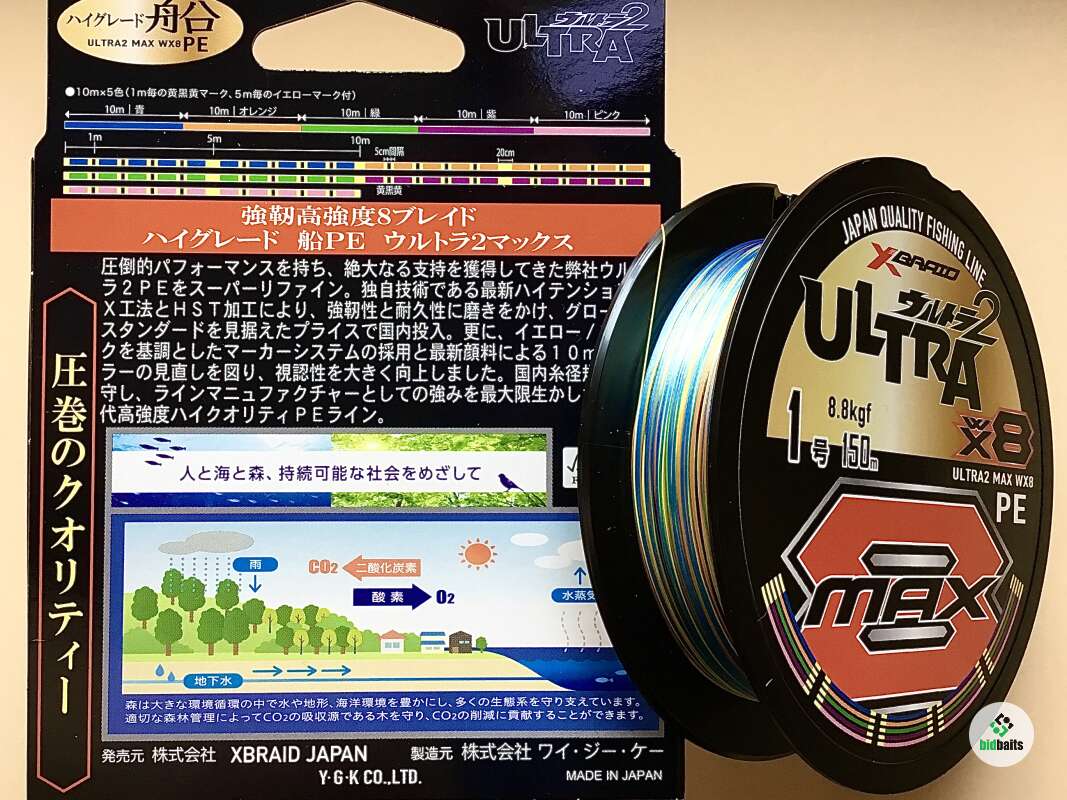 ハイグレード 船
ULTRA2 MAX WX8 PE
ULTRA ウルトラ2
●10m×5色(1m毎の黄黒黄マーク、5m毎のイエローマーク付)
10m | 青 10m | オレンジ 10m | 緑 10m | 紫 10m | ピンク
1m 5m 10m 5cm間隔 20cm
黄黒黄
強靭高強度8ブレイド
ハイグレード 船PE ウルトラ2マックス
圧倒的パフォーマンスを持ち、絶大なる支持を獲得してきた弊社ウル
ラ2PEをスーパーリファイン。独自技術である最新ハイテンショ
X工法とHST加工により、強靭性と耐久性に磨きをかけ、グロー
スタンダードを見据えたプライスで国内投入。更に、イエロー/
クを基調としたマーカーシステムの採用と最新顔料による10m
ラーの見直しを図り、視認性を大きく向上しました。国内糸径
守し、ラインマニュファクチャーとしての強みを最大限生かし
代高強度ハイクオリティPEライン。
圧巻のクオリティー
人と海と森、持続可能な社会をめざして
雨
CO2 二酸化炭素
酸素 O2
水蒸気
地下水
森は大きな環境循環の中で水や地形、海洋環境を豊かにし、多くの生態系を守り支えています。
適切な森林管理によってCO2の吸収源である木を守り、CO2の削減に貢献することができます。
発売元 株式会社 XBRAID JAPAN 製造元 株式会社 ワイ・ジー・ケー
Y·G·K CO.,LTD.
MADE IN JAPAN
JAPAN QUALITY FISHING LINE
XBRAID
ウルトラ2
ULTRA
8.8kgf
1号 150m
WX8
ULTRA2 MAX WX8
PE
8
MAX
bidbaits